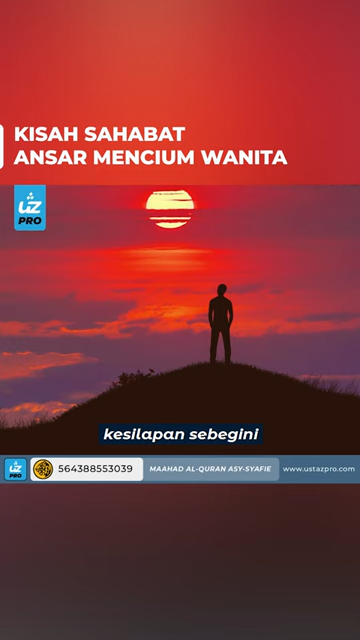 KISAH SAHABAT
ANSAR MENCIUM WANITA
UZ
PRO
kesilapan sebegini
UZ
PRO
564388553039
MAAHAD AL-QURAN ASY-SYAFIE
www.ustazpro.com